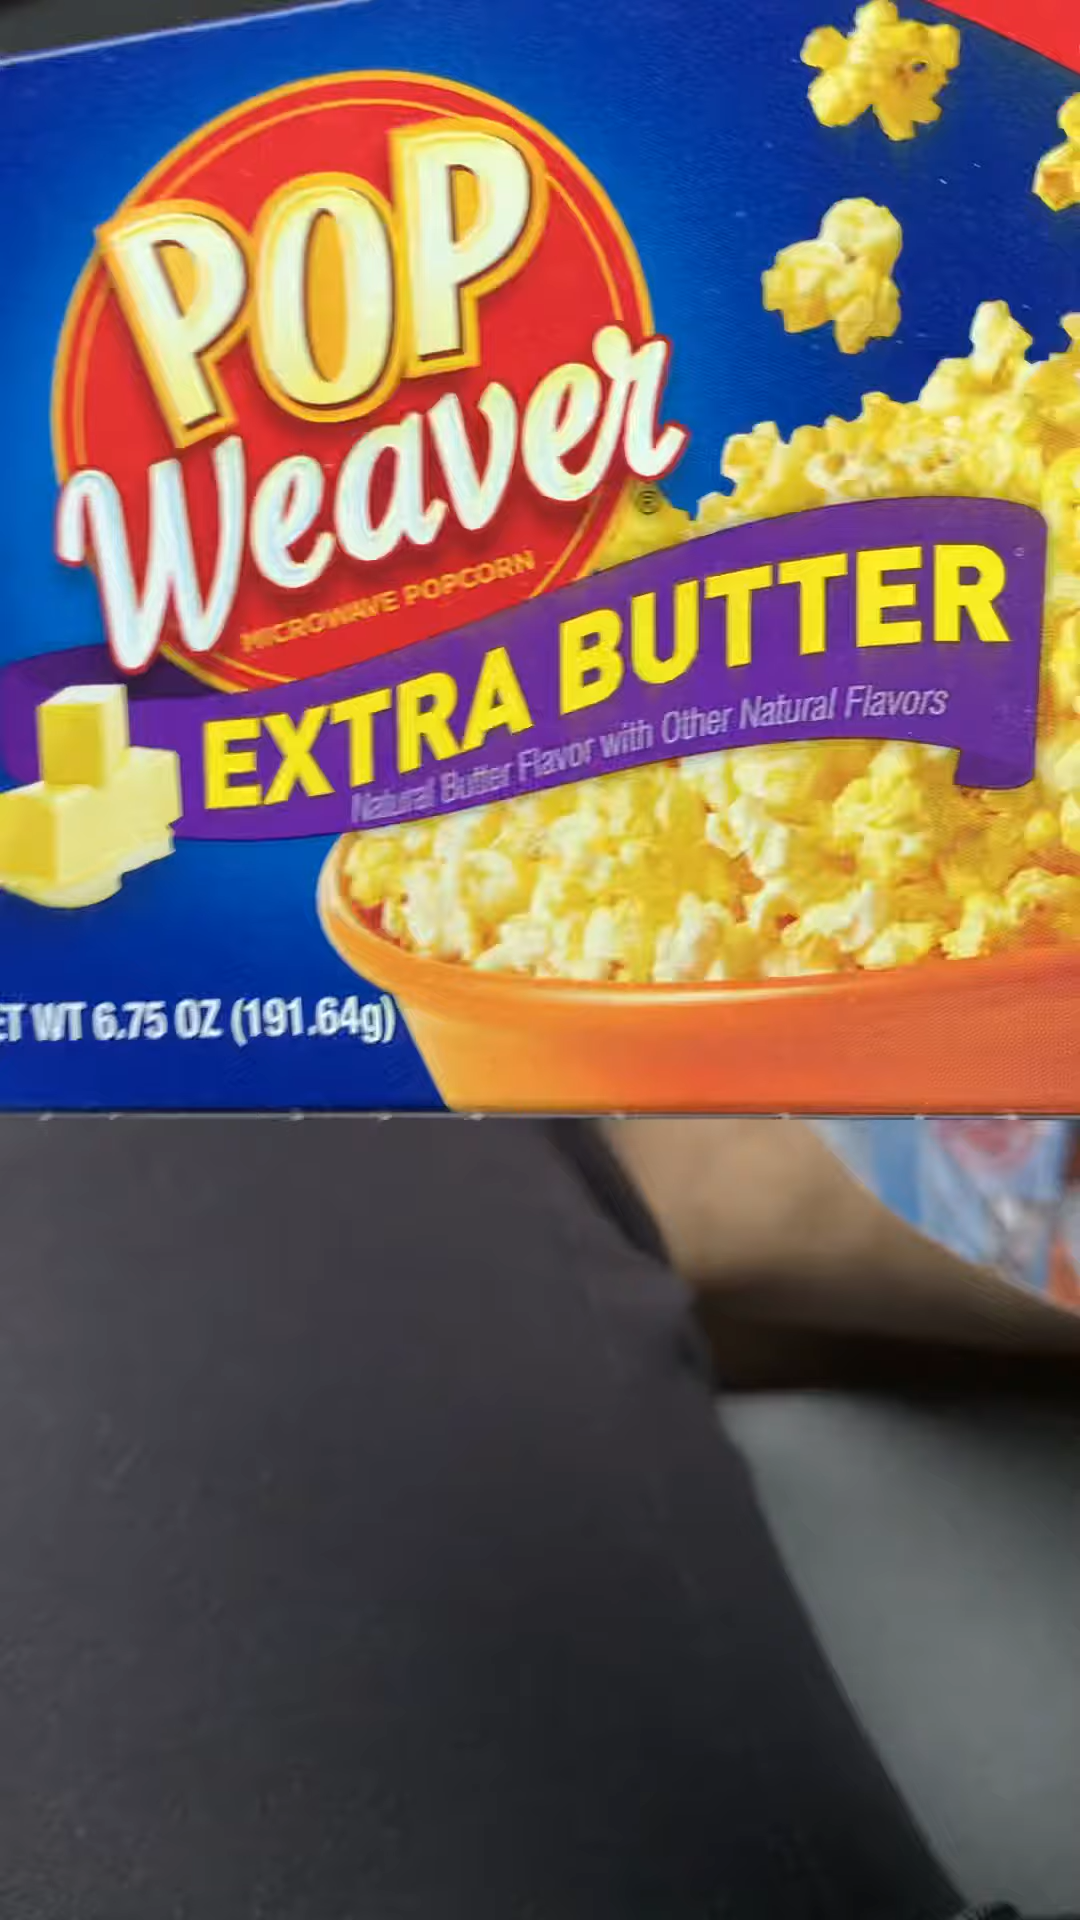 POP
Weaver®
MICROWAVE POPCORN
EXTRA BUTTER
Natural Butter Flavor with Other Natural Flavors
ET WT 6.75 OZ (191.64g)